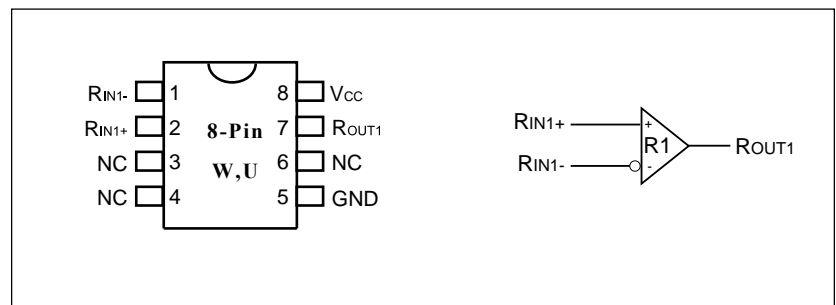 RIN1- 1 8 VCC
RIN1+ 2 8-Pin 7 ROUT1
NC 3 W,U 6 NC
NC 4 5 GND
RIN1+ + R1 ROUT1
RIN1- -